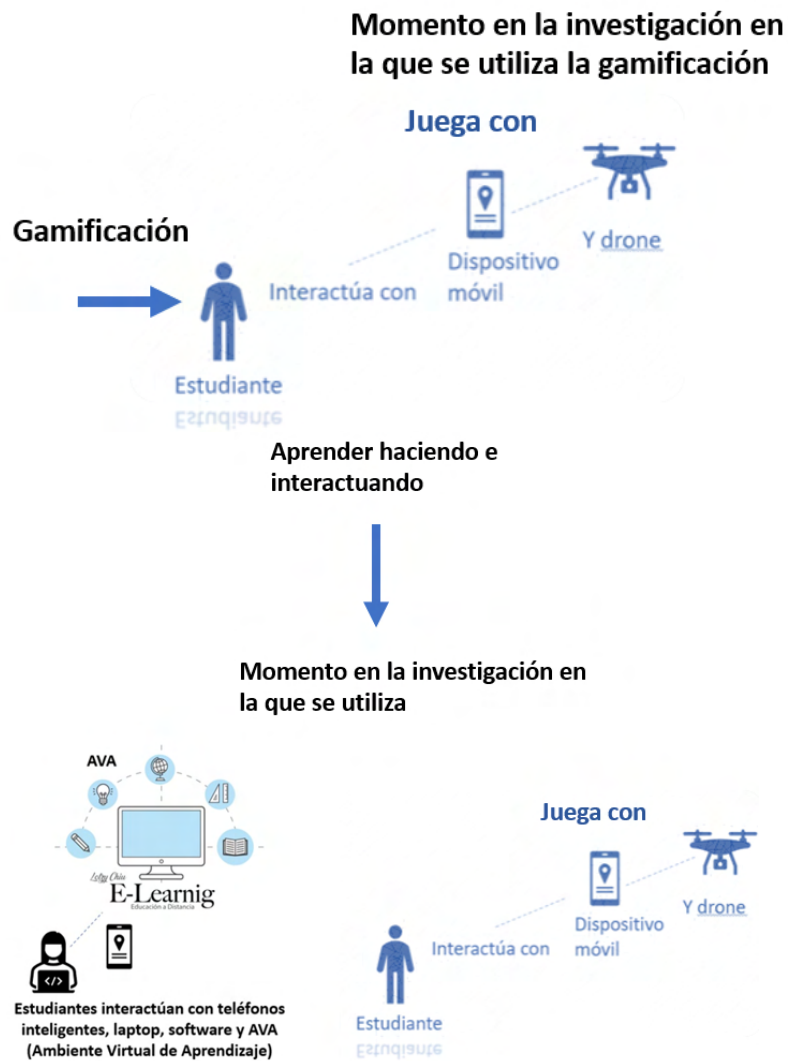 Momento en la investigación en
la que se utiliza la gamificación
Juega con
Gamificación
Y drone
Dispositivo
móvil
Interactúa con
Estudiante
Estudiante
Aprender haciendo e
interactuando
Momento en la investigación en
la que se utiliza
AVA
E-Learnig
Educación a Distancia
</>
Estudiantes interactúan con teléfonos
inteligentes, laptop, software y AVA
(Ambiente Virtual de Aprendizaje)
Juega con
Y drone
Dispositivo
móvil
Interactúa con
Estudiante
Estudiante